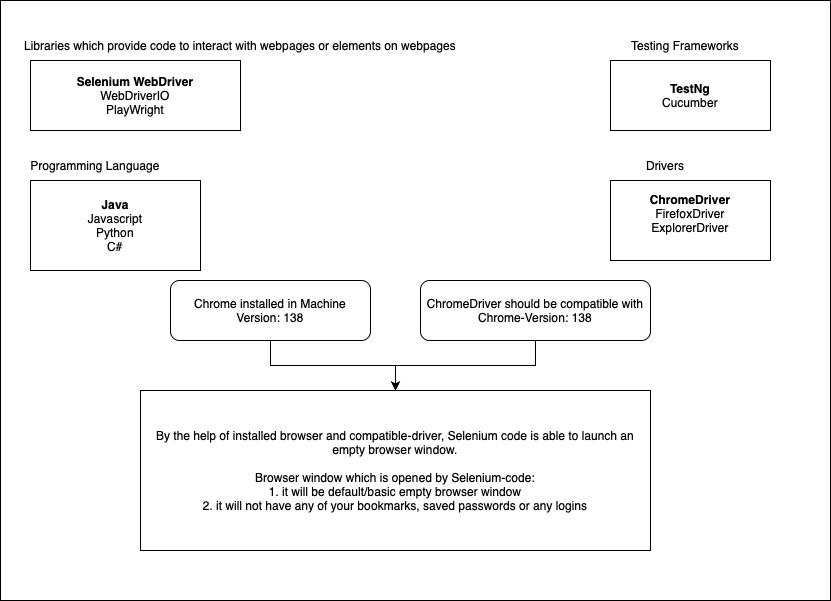 Libraries which provide code to interact with webpages or elements on webpages
Selenium WebDriver
WebDriverIO
PlayWright
Testing Frameworks
TestNg
Cucumber
Programming Language
Java
Javascript
Python
C#
Drivers
ChromeDriver
FirefoxDriver
ExplorerDriver
Chrome installed in Machine
Version: 138
ChromeDriver should be compatible with
Chrome-Version: 138
By the help of installed browser and compatible-driver, Selenium code is able to launch an
empty browser window.
Browser window which is opened by Selenium-code:
1. it will be default/basic empty browser window
2. it will not have any of your bookmarks, saved passwords or any logins